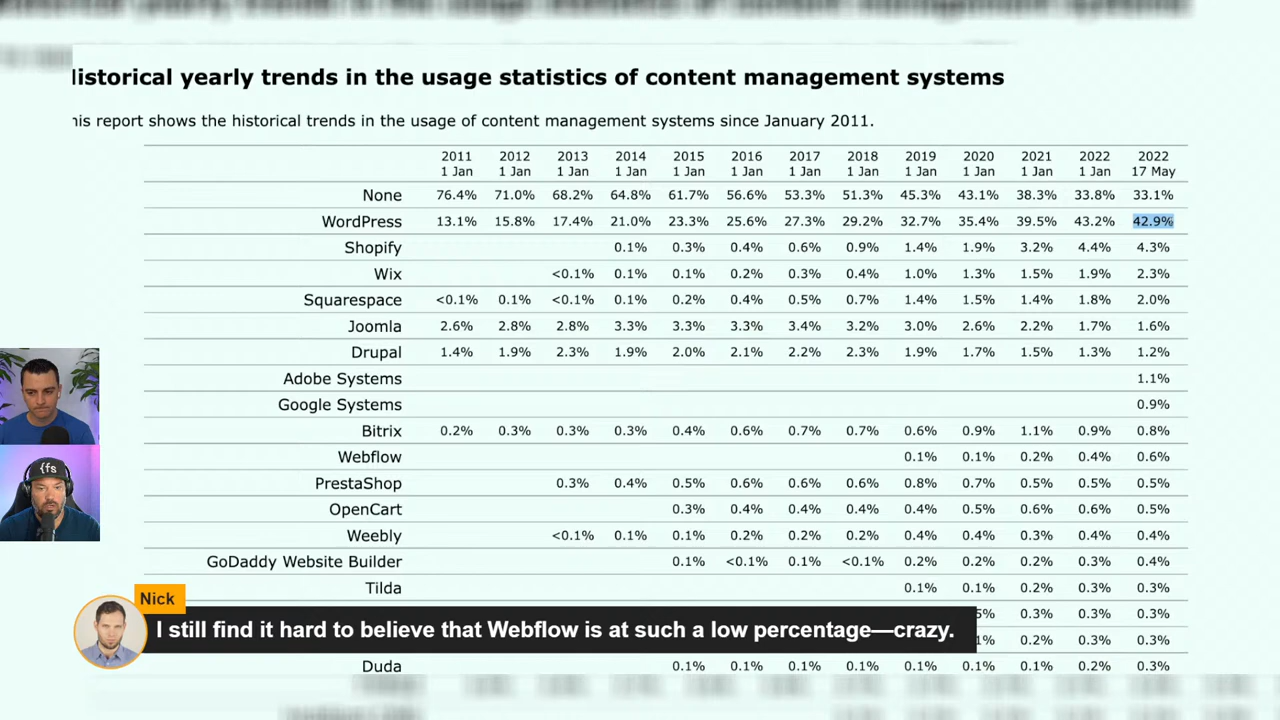 istorical yearly trends in the usage statistics of content management systems
his report shows the historical trends in the usage of content management systems since January 2011.
2011 2012 2013 2014 2015 2016 2017 2018 2019 2020 2021 2022 2022
1 Jan 1 Jan 1 Jan 1 Jan 1 Jan 1 Jan 1 Jan 1 Jan 1 Jan 1 Jan 1 Jan 1 Jan 17 May
None 76.4% 71.0% 68.2% 64.8% 61.7% 56.6% 53.3% 51.3% 45.3% 43.1% 38.3% 33.8% 33.1%
WordPress 13.1% 15.8% 17.4% 21.0% 23.3% 25.6% 27.3% 29.2% 32.7% 35.4% 39.5% 43.2% 42.9%
Shopify 0.1% 0.3% 0.4% 0.6% 0.9% 1.4% 1.9% 3.2% 4.4% 4.3%
Wix <0.1% 0.1% 0.1% 0.2% 0.3% 0.4% 1.0% 1.3% 1.5% 1.9% 2.3%
Squarespace <0.1% 0.1% <0.1% 0.1% 0.2% 0.4% 0.5% 0.7% 1.4% 1.5% 1.4% 1.8% 2.0%
Joomla 2.6% 2.8% 2.8% 3.3% 3.3% 3.3% 3.4% 3.2% 3.0% 2.6% 2.2% 1.7% 1.6%
Drupal 1.4% 1.9% 2.3% 1.9% 2.0% 2.1% 2.2% 2.3% 1.9% 1.7% 1.5% 1.3% 1.2%
Adobe Systems 1.1%
Google Systems 0.9%
Bitrix 0.2% 0.3% 0.3% 0.3% 0.4% 0.6% 0.7% 0.7% 0.6% 0.9% 1.1% 0.9% 0.8%
Webflow 0.1% 0.1% 0.2% 0.4% 0.6%
PrestaShop 0.3% 0.4% 0.5% 0.6% 0.6% 0.6% 0.8% 0.7% 0.5% 0.5% 0.5%
OpenCart 0.3% 0.4% 0.4% 0.4% 0.4% 0.5% 0.6% 0.6% 0.5%
Weebly <0.1% 0.1% 0.1% 0.2% 0.2% 0.2% 0.4% 0.4% 0.3% 0.4% 0.4%
GoDaddy Website Builder 0.1% <0.1% 0.1% <0.1% 0.2% 0.2% 0.2% 0.3% 0.4%
Tilda 0.1% 0.1% 0.2% 0.3% 0.3%
Nick
5% 0.3% 0.3% 0.3%
I still find it hard to believe that Webflow is at such a low percentage—crazy.
1% 0.2% 0.3% 0.3%
Duda 0.1% 0.1% 0.1% 0.1% 0.1% 0.1% 0.1% 0.2% 0.3%
{fs